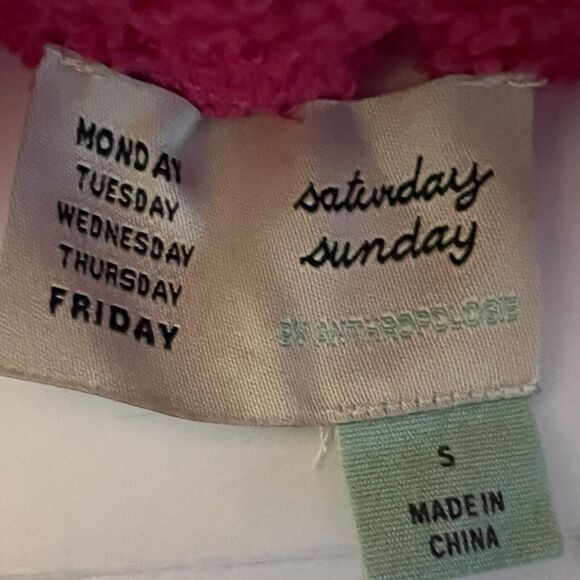 MONDAY
TUESDAY
WEDNESDAY
THURSDAY
FRIDAY
saturday
sunday
BY ANTHROPOLOGIE
S
MADE IN
CHINA